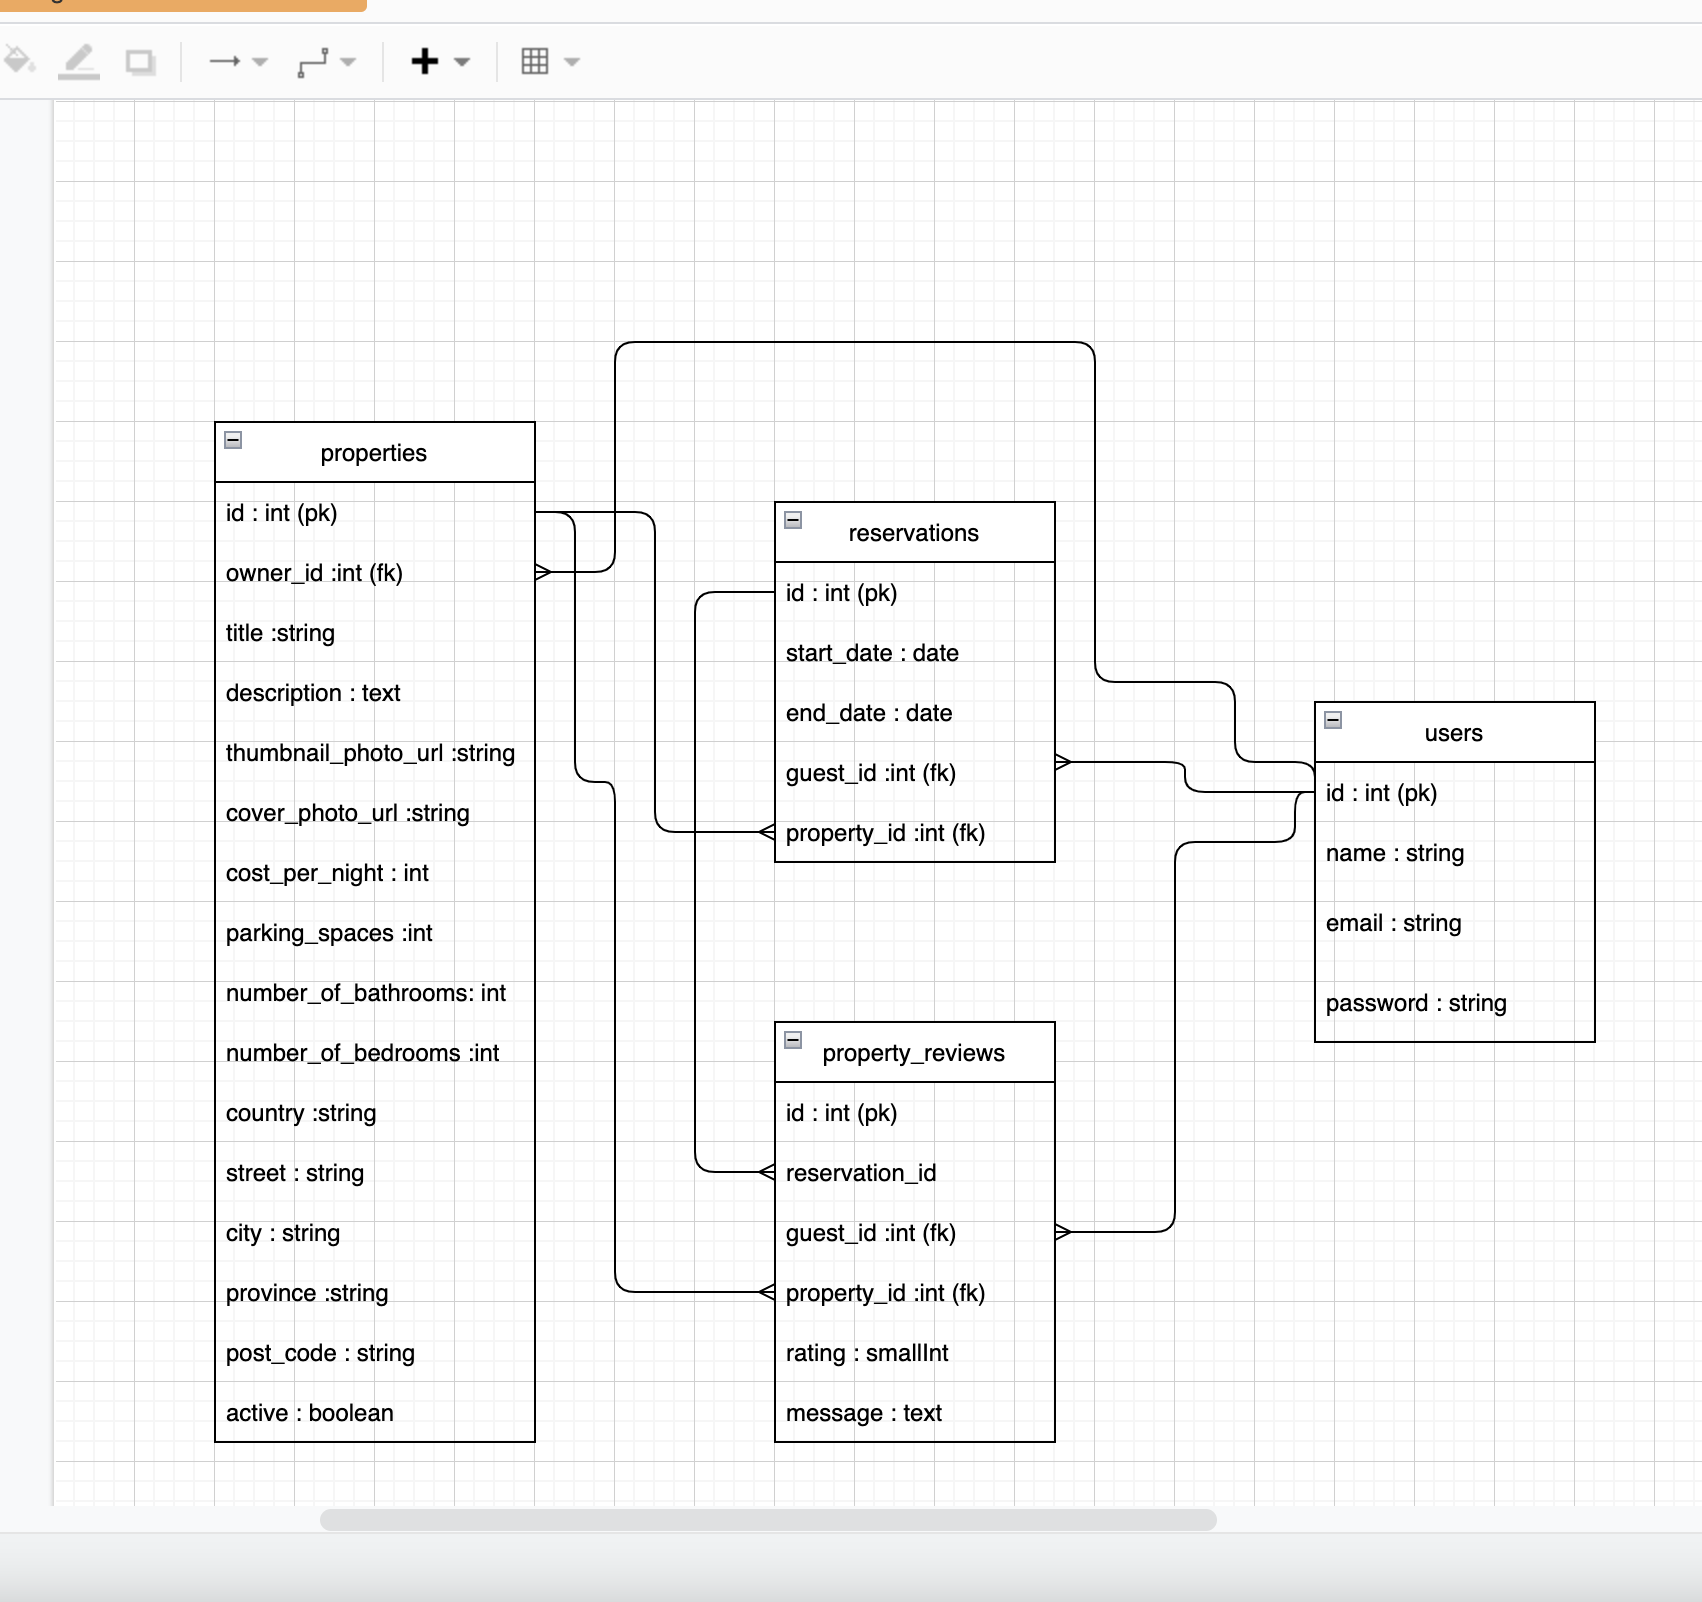 properties
id : int (pk)
owner_id :int (fk)
title :string
description : text
thumbnail_photo_url :string
cover_photo_url :string
cost_per_night : int
parking_spaces :int
number_of_bathrooms: int
number_of_bedrooms :int
country :string
street : string
city : string
province :string
post_code : string
active : boolean
reservations
id : int (pk)
start_date : date
end_date : date
guest_id :int (fk)
property_id :int (fk)
property_reviews
id : int (pk)
reservation_id
guest_id :int (fk)
property_id :int (fk)
rating : smallInt
message : text
users
id : int (pk)
name : string
email : string
password : string